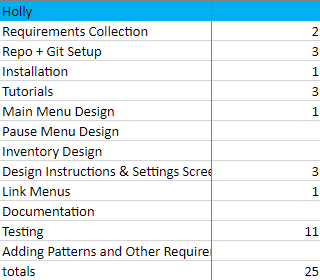 Holly
Requirements Collection 2
Repo + Git Setup 3
Installation 1
Tutorials 3
Main Menu Design 1
Pause Menu Design
Inventory Design
Design Instructions & Settings Scree 3
Link Menus 1
Documentation
Testing 11
Adding Patterns and Other Requirer
totals 25